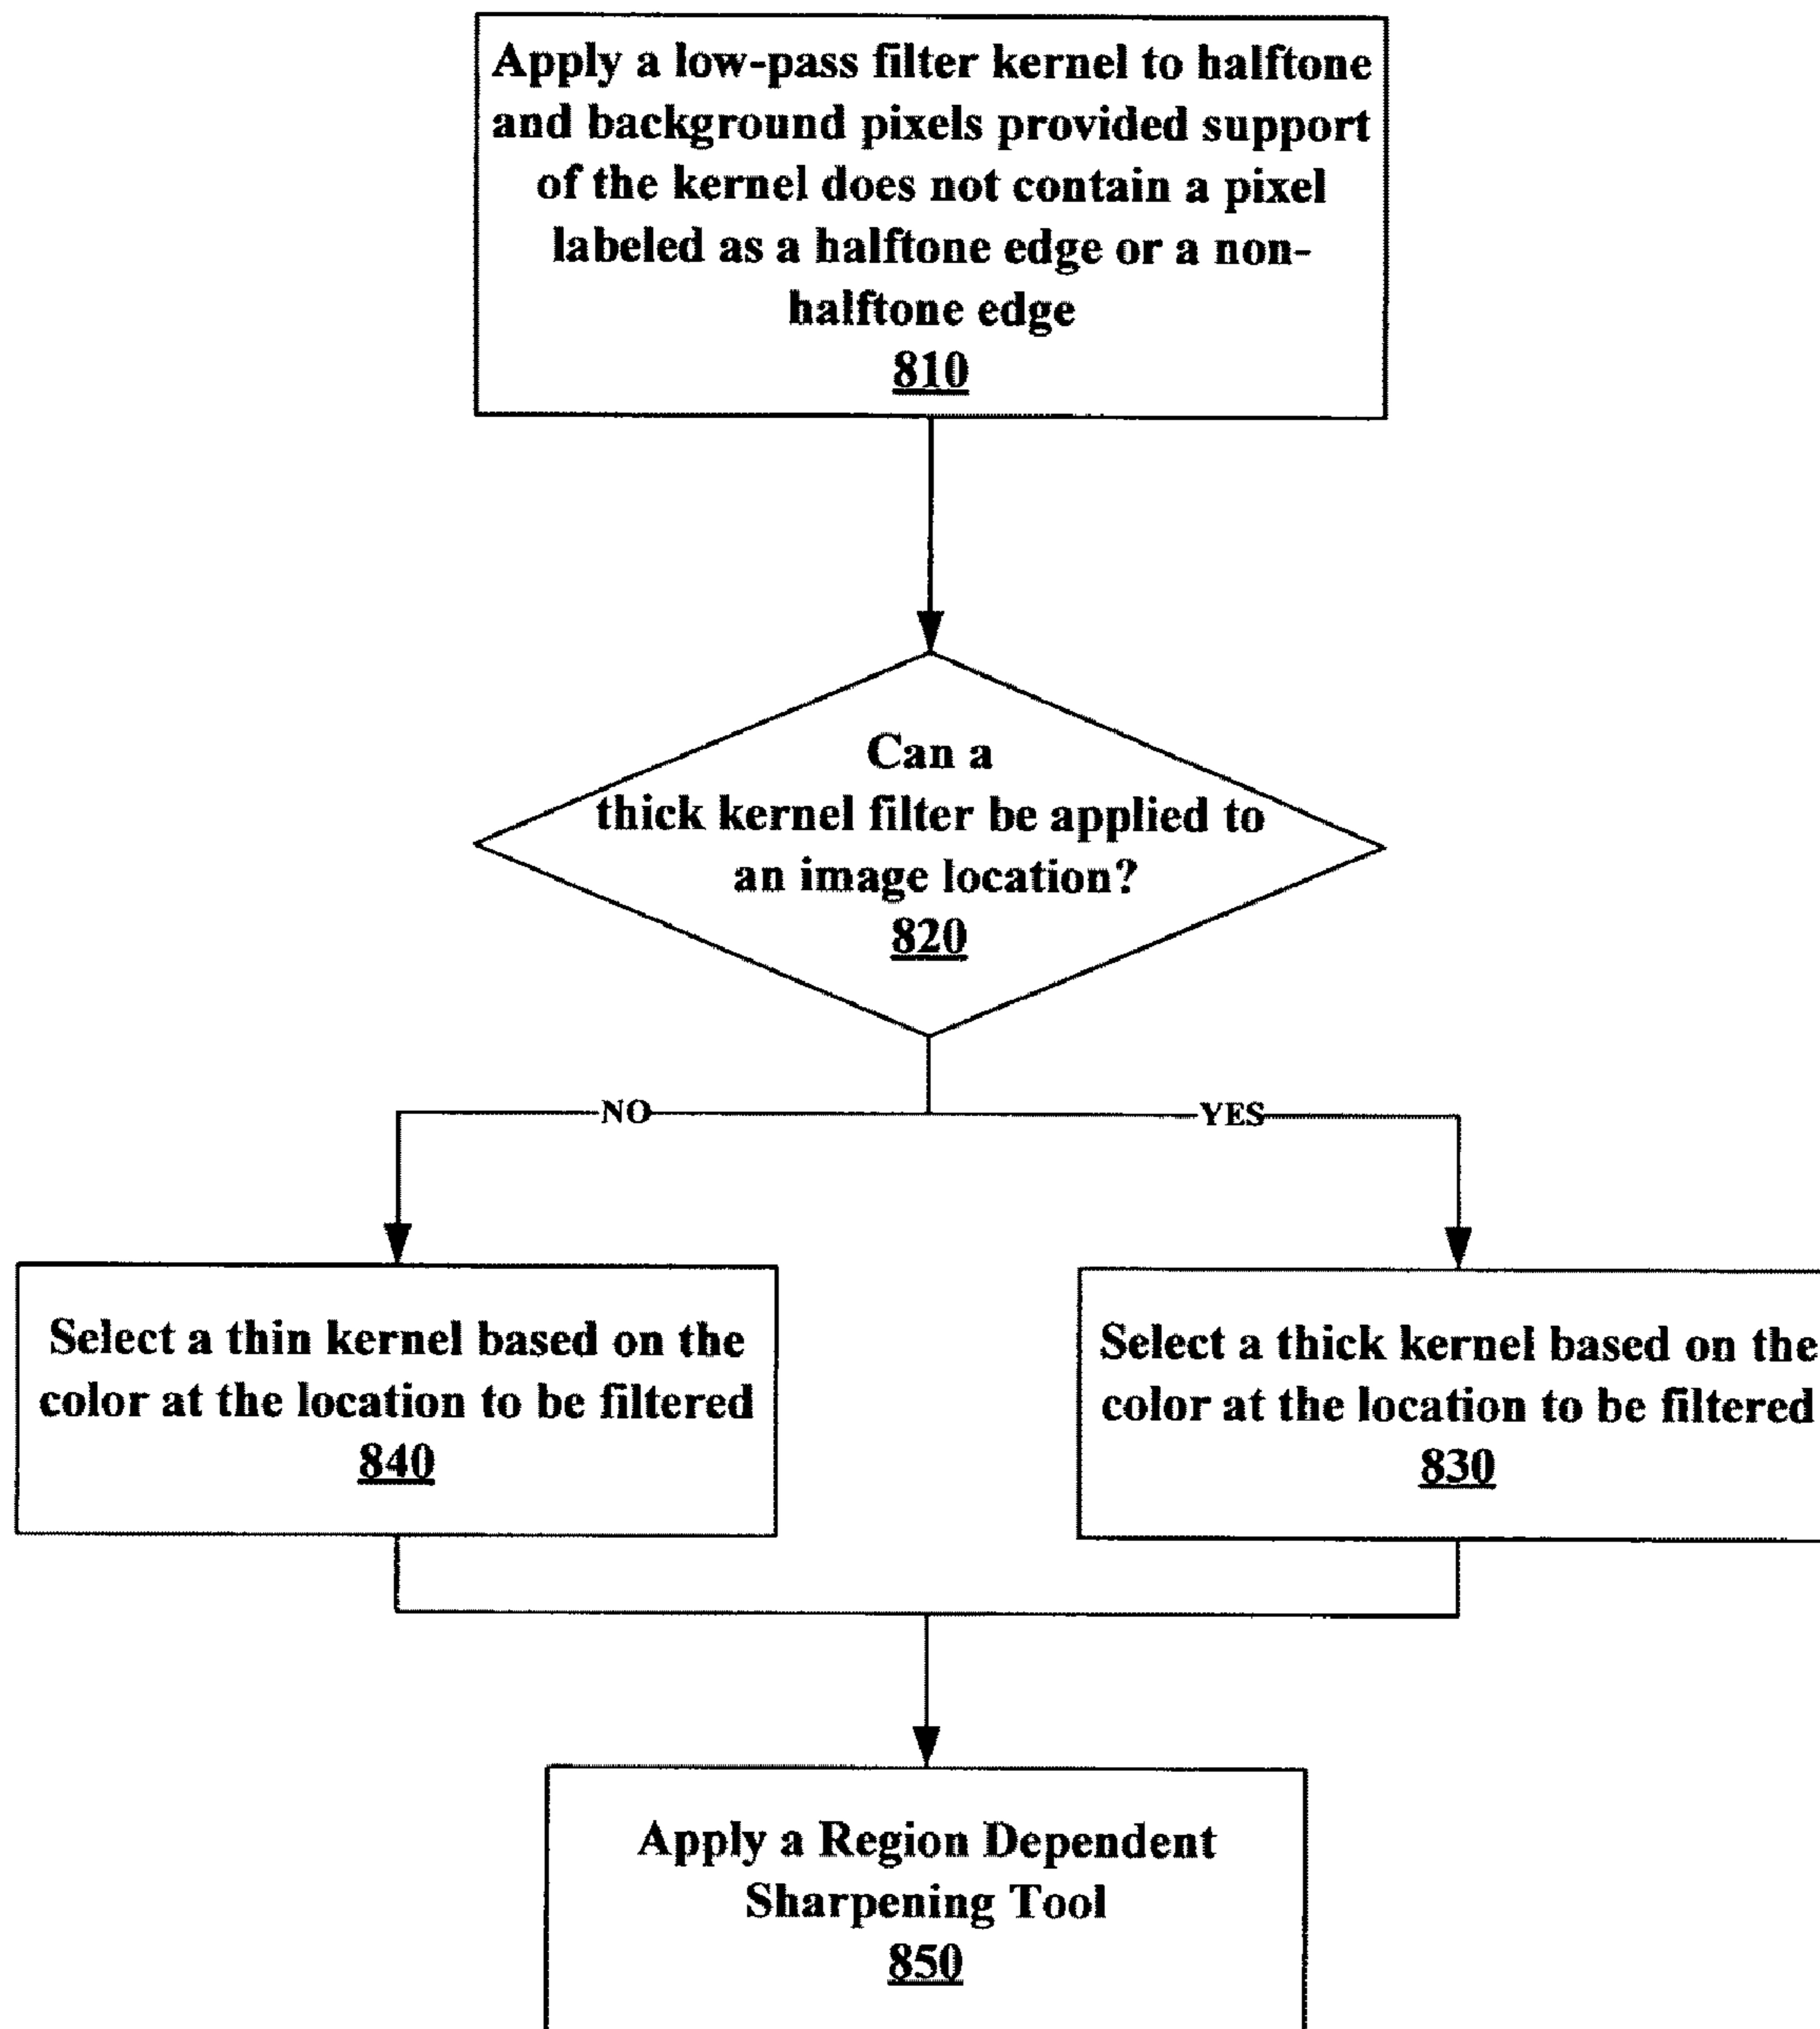 Apply a low-pass filter kernel to halftone
and background pixels provided support
of the kernel does not contain a pixel
labeled as a halftone edge or a non-
halftone edge
810
Can a
thick kernel filter be applied to
an image location?
820
NO
YES
Select a thin kernel based on the
color at the location to be filtered
840
Select a thick kernel based on the
color at the location to be filtered
830
Apply a Region Dependent
Sharpening Tool
850